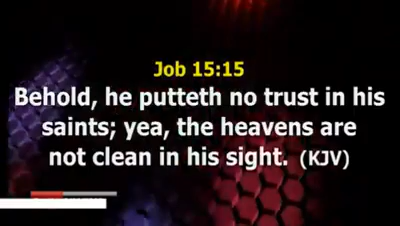 Job 15:15
Behold, he putteth no trust in his
saints; yea, the heavens are
not clean in his sight. (KJV)